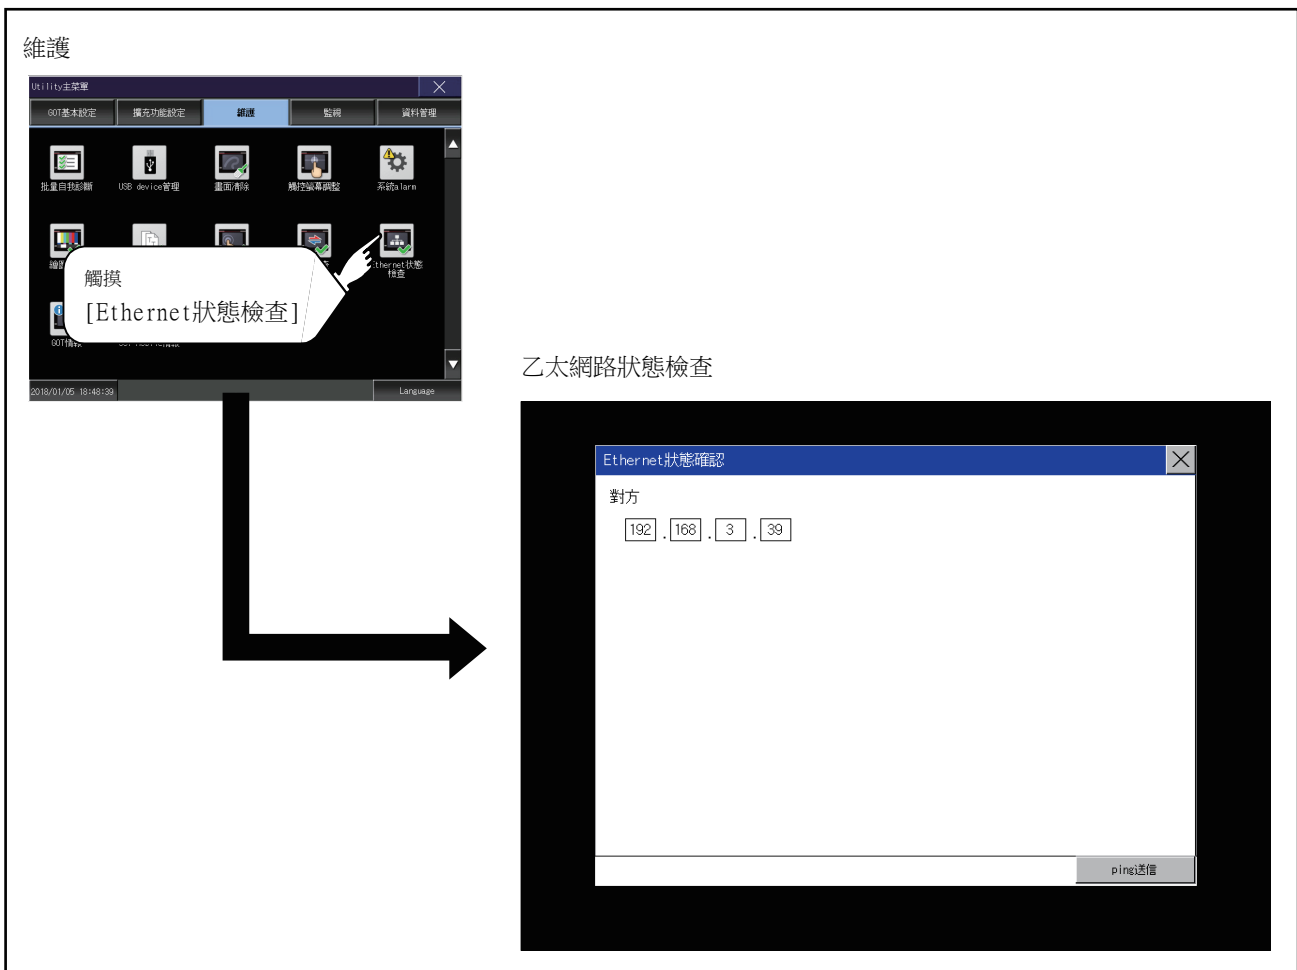 維護
Utility主菜單
GOT基本設定 擴充功能設定 維護 監視 資料管理
批量自我診斷 USB device管理 畫面清除 觸控螢幕調整 系統alarm
thernet狀態
檢查
觸摸
[Ethernet狀態檢查]
GOT情報
2018/01/05 18:48:39 Language
乙太網路狀態檢查
Ethernet狀態確認
對方
192 . 168 . 3 . 39
ping送信